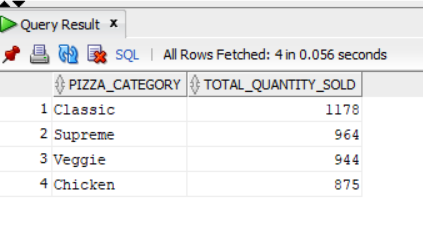 Query Result x
SQL | All Rows Fetched: 4 in 0.056 seconds
PIZZA_CATEGORY TOTAL_QUANTITY_SOLD
1 Classic 1178
2 Supreme 964
3 Veggie 944
4 Chicken 875